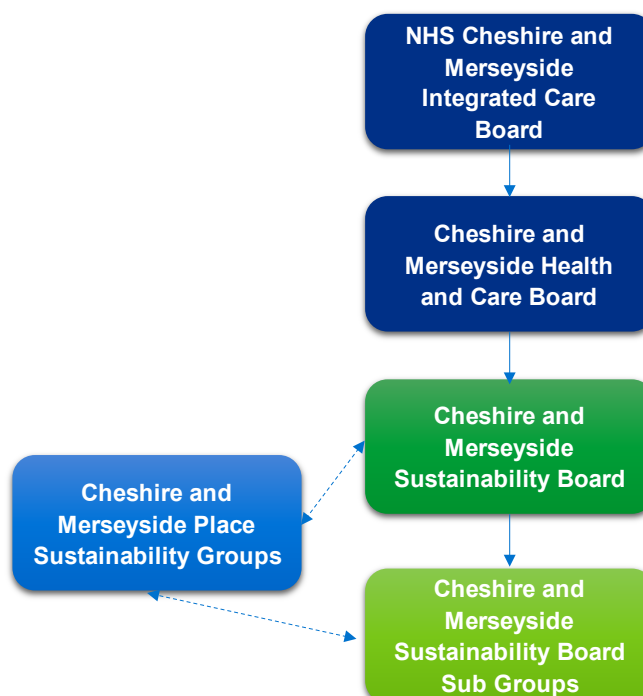 NHS Cheshire and
Merseyside
Integrated Care
Board
Cheshire and
Merseyside Health
and Care Board
Cheshire and
Merseyside
Sustainability Board
Cheshire and
Merseyside Place
Sustainability Groups
Cheshire and
Merseyside
Sustainability Board
Sub Groups